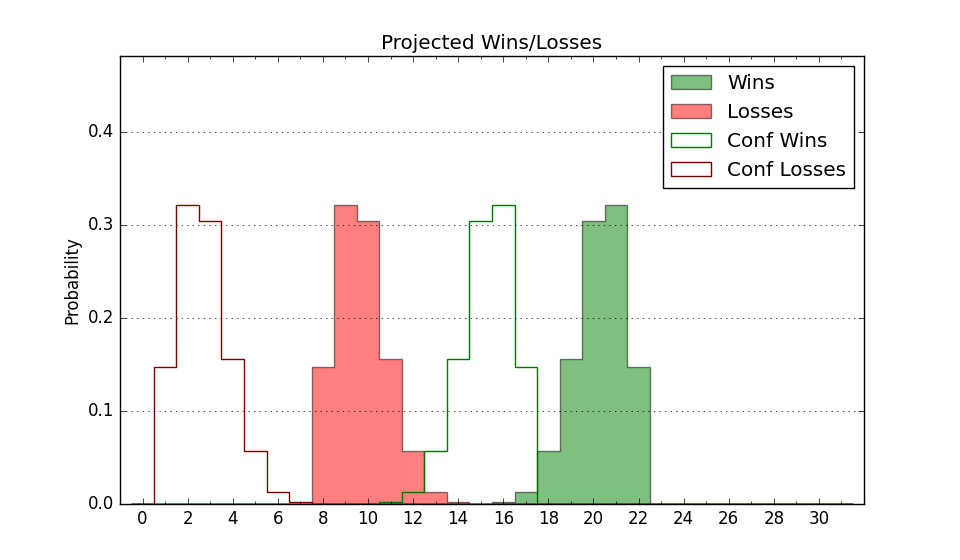 Projected Wins/Losses
Wins
Losses
Conf Wins
Conf Losses
Probability
0.4
0.3
0.2
0.1
0.0
0 2 4 6 8 10 12 14 16 18 20 22 24 26 28 30